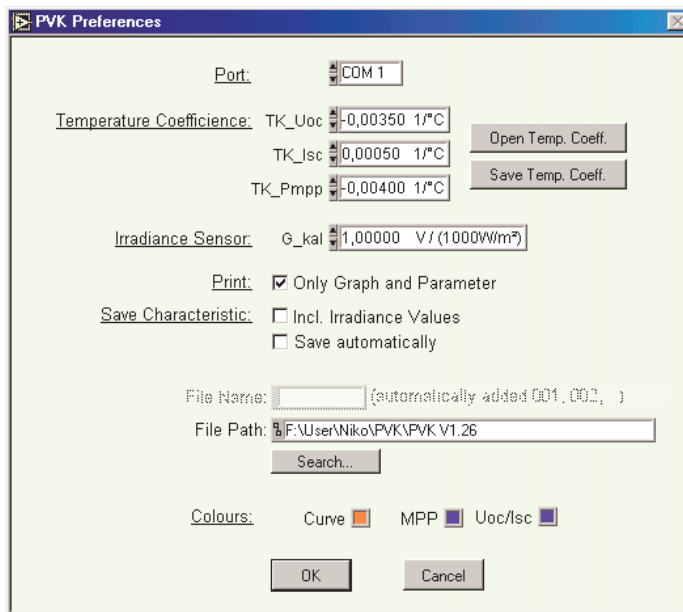 PVK Preferences
Port: COM 1
Temperature Coefficience: TK_Uoc -0,00350 1/°C
Open Temp. Coeff.
TK_Isc 0,00050 1/°C
Save Temp. Coeff.
TK_Pmpp -0,00400 1/°C
Irradiance Sensor: G_kal 1,00000 V / (1000W/m²)
Print: Only Graph and Parameter
Save Characteristic: Incl. Irradiance Values
Save automatically
File Name: (automatically added 001, 002, )
File Path: F:\User\Niko\PVK\PVK V1.26
Search...
Colours: Curve MPP Uoc/Isc
OK Cancel